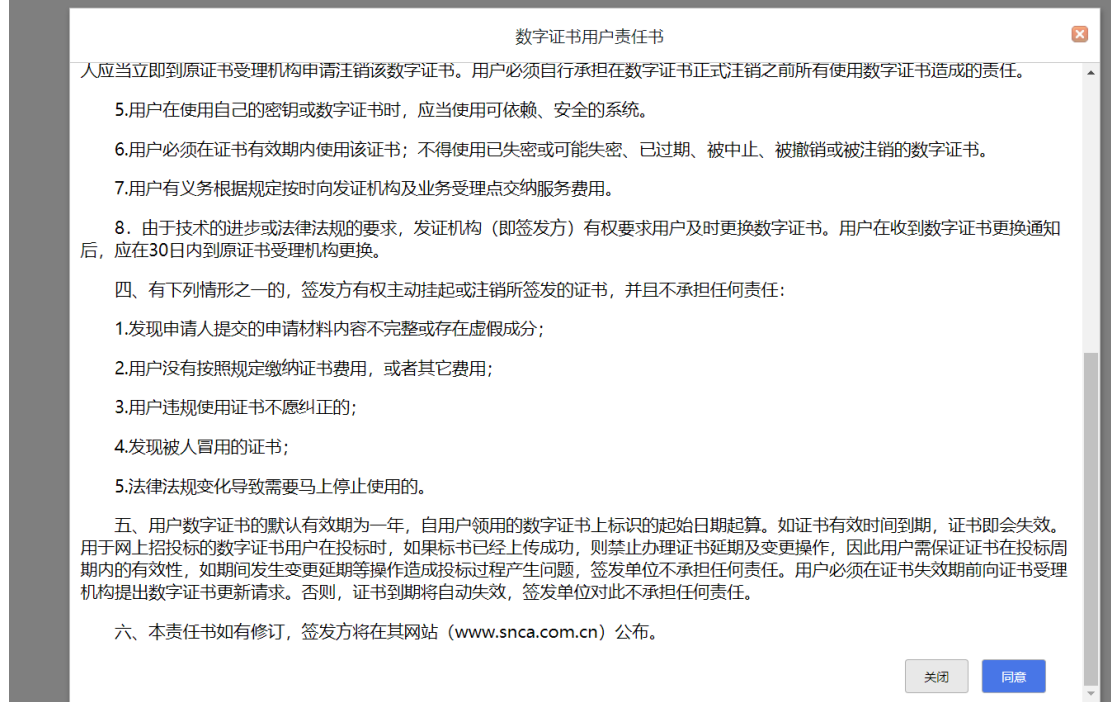 数字证书用户责任书
人应当立即到原证书受理机构申请注销该数字证书。用户必须自行承担在数字证书正式注销之前所有使用数字证书造成的责任。
5.用户在使用自己的密钥或数字证书时，应当使用可依赖、安全的系统。
6.用户必须在证书有效期内使用该证书；不得使用已失密或可能失密、已过期、被中止、被撤销或被注销的数字证书。
7.用户有义务根据规定按时向发证机构及业务受理点交纳服务费用。
8．由于技术的进步或法律法规的要求，发证机构（即签发方）有权要求用户及时更换数字证书。用户在收到数字证书更换通知
后，应在30日内到原证书受理机构更换。
四、有下列情形之一的，签发方有权主动挂起或注销所签发的证书，并且不承担任何责任：
1.发现申请人提交的申请材料内容不完整或存在虚假成分；
2.用户没有按照规定缴纳证书费用，或者其它费用；
3.用户违规使用证书不愿纠正的；
4.发现被人冒用的证书；
5.法律法规变化导致需要马上停止使用的。
五、用户数字证书的默认有效期为一年，自用户领用的数字证书上标识的起始日期起算。如证书有效时间到期，证书即会失效。
用于网上招投标的数字证书用户在投标时，如果标书已经上传成功，则禁止办理证书延期及变更操作，因此用户需保证证书在投标周
期内的有效性，如期间发生变更延期等操作造成投标过程产生问题，签发单位不承担任何责任。用户必须在证书失效期前向证书受理
机构提出数字证书更新请求。否则，证书到期将自动失效，签发单位对此不承担任何责任。
六、本责任书如有修订，签发方将在其网站（www.snca.com.cn）公布。
关闭
同意